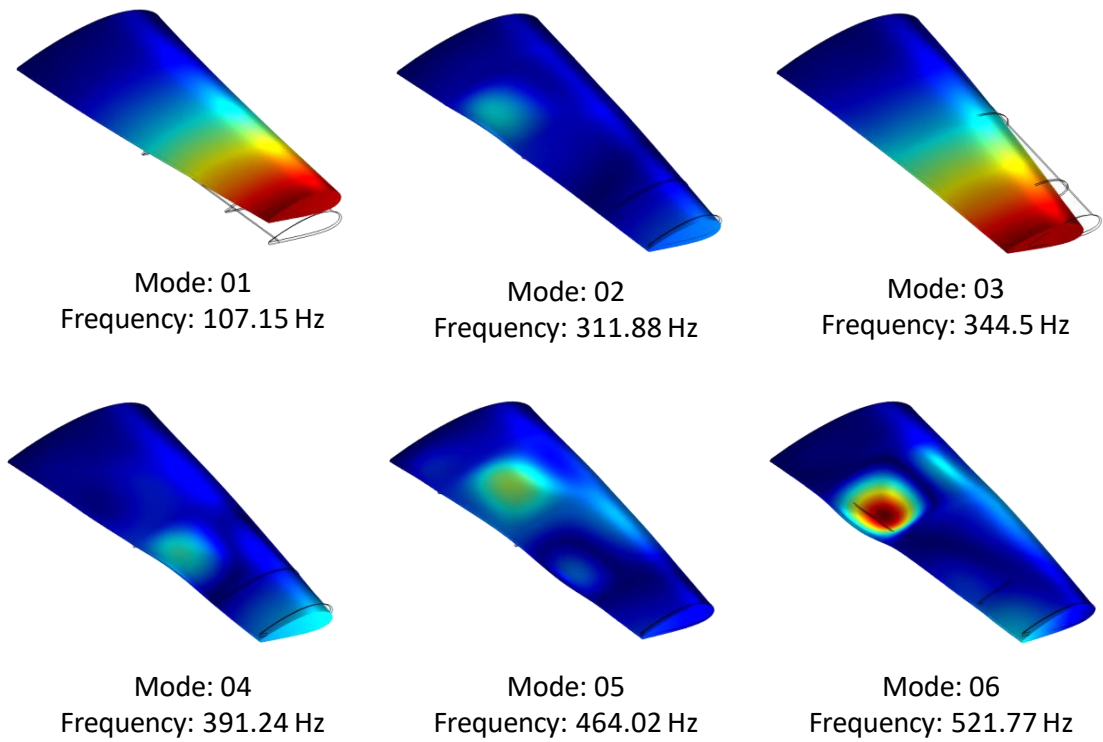 Mode: 01
Frequency: 107.15 Hz
Mode: 02
Frequency: 311.88 Hz
Mode: 03
Frequency: 344.5 Hz
Mode: 04
Frequency: 391.24 Hz
Mode: 05
Frequency: 464.02 Hz
Mode: 06
Frequency: 521.77 Hz